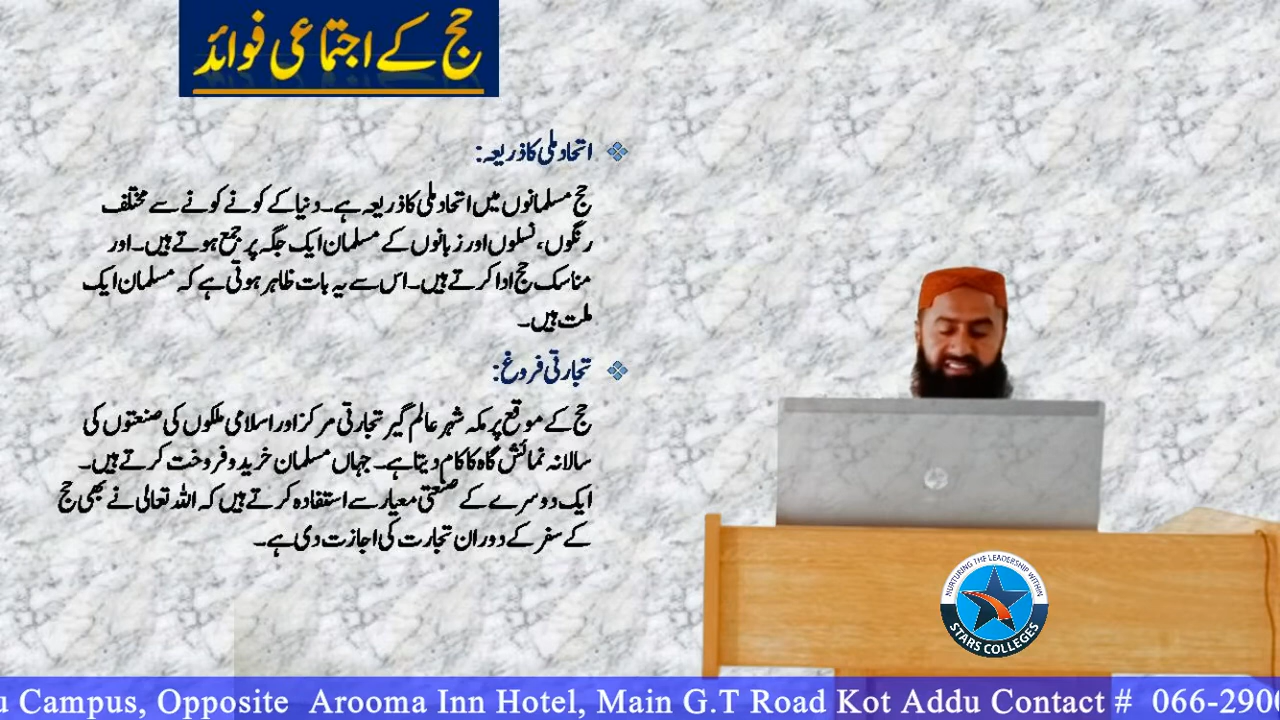 حج کے اجتماعی فوائد
اتحاد ملی کا ذریعہ:
حج مسلمانوں میں اتحاد ملی کا ذریعہ ہے۔ دنیا کے کونے کونے سے مختلف
رنگوں، نسلوں اور زبانوں کے مسلمان ایک جگہ پر جمع ہوتے ہیں۔ اور
مناسک حج ادا کرتے ہیں۔ اس سے یہ بات ظاہر ہوتی ہے کہ مسلمان ایک
ملت ہیں۔
تجارتی فروغ:
حج کے موقع پر مکہ شہر عالم گیر تجارتی مرکز اور اسلامی ملکوں کی صنعتوں کی
سالانہ نمائش گاہ کا کام دیتا ہے۔ جہاں مسلمان خرید و فروخت کرتے ہیں۔
ایک دوسرے کے صنعتی معیار سے استفادہ کرتے ہیں کہ اللہ تعالی نے بھی حج
کے سفر کے دوران تجارت کی اجازت دی ہے۔
NURTURING THE LEADERSHIP WITHIN
STARS COLLEGES
u Campus, Opposite Arooma Inn Hotel, Main G.T Road Kot Addu Contact # 066-290